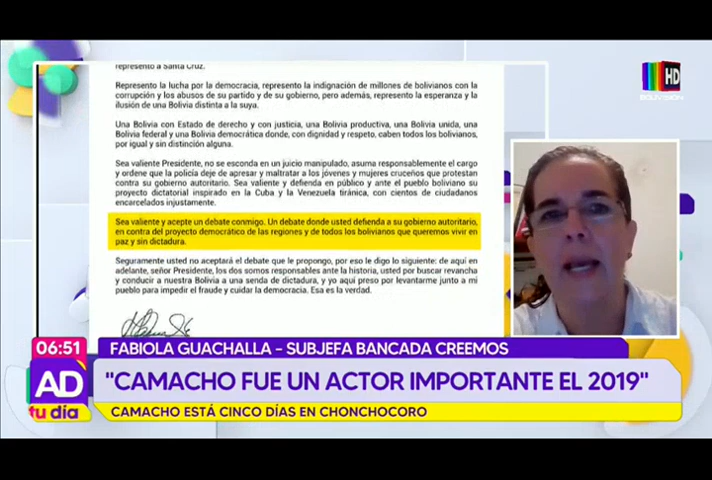 represento a Santa Cruz.
Represento la lucha por la democracia, represento la indignación de millones de bolivianos con la
corrupción y los abusos de su partido y de su gobierno, pero además, represento la esperanza y la
ilusión de una Bolivia distinta a la suya.
Una Bolivia con Estado de derecho y con justicia, una Bolivia productiva, una Bolivia unida, una
Bolivia federal y una Bolivia democrática donde, con dignidad y respeto, caben todos los bolivianos,
por igual y sin distinción alguna.
Sea valiente Presidente, no se esconda en un juicio manipulado, asuma responsablemente el cargo
y ordene que la policía deje de apresar y maltratar a los jóvenes y mujeres cruceños que protestan
contra su gobierno autoritario. Sea valiente y defienda en público y ante el pueblo boliviano su
proyecto dictatorial inspirado en la Cuba y la Venezuela tiránica, con cientos de ciudadanos
encarcelados injustamente.
Sea valiente y acepte un debate conmigo. Un debate donde usted defienda a su gobierno autoritario,
en contra del proyecto democrático de las regiones y de todos los bolivianos que queremos vivir en
paz y sin dictadura.
Seguramente usted no aceptará el debate que le propongo, por eso le digo lo siguiente: de aquí en
adelante, señor Presidente, los dos somos responsables ante la historia, usted por buscar revancha
y conducir a nuestra Bolivia a una senda de dictadura, y yo aquí preso por levantarme junto a mi
pueblo para impedir el fraude y cuidar la democracia. Esa es la verdad.
HD
BOLIVISIÓN
06:51
FABIOLA GUACHALLA - SUBJEFA BANCADA CREEMOS
AD
tu día
"CAMACHO FUE UN ACTOR IMPORTANTE EL 2019"
CAMACHO ESTÁ CINCO DÍAS EN CHONCHOCORO